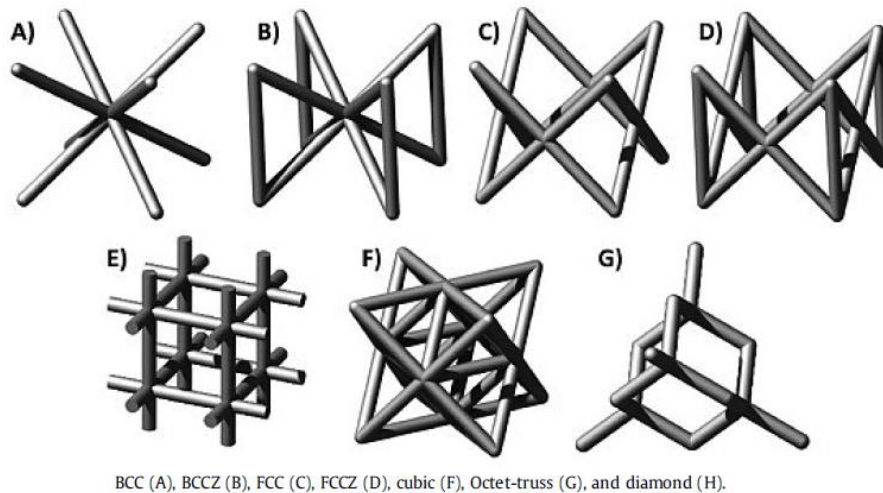 A)
B)
C)
D)
E)
F)
G)
BCC (A), BCCZ (B), FCC (C), FCCZ (D), cubic (F), Octet-truss (G), and diamond (H).